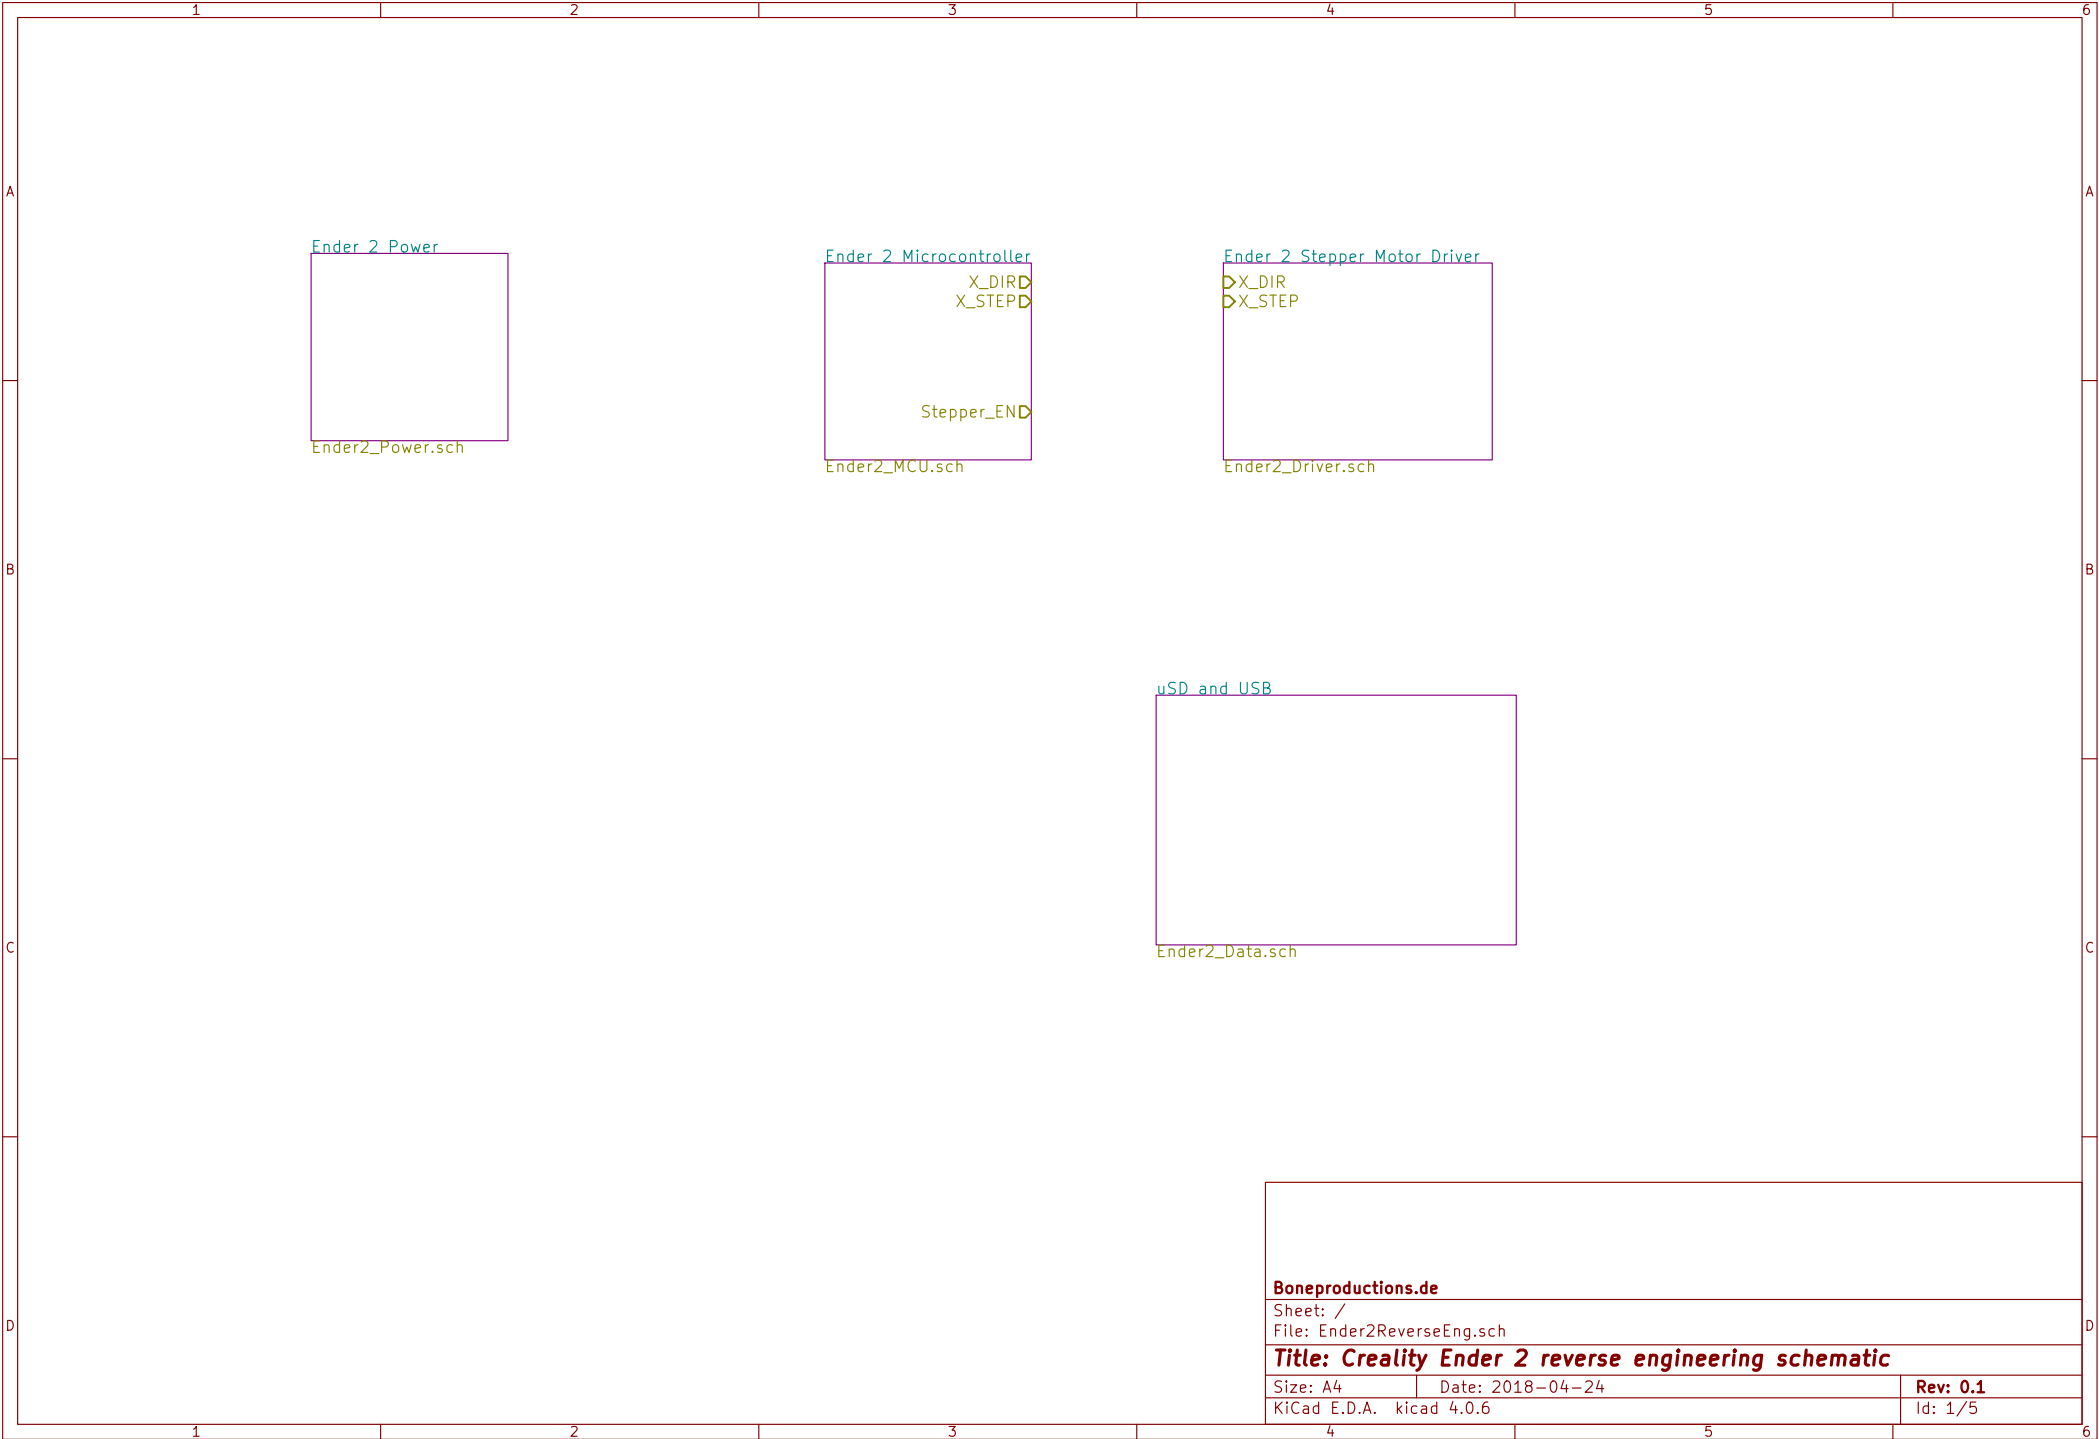 1 2 3 4 5 6
A A
Ender 2 Power
Ender 2 Microcontroller
Ender 2 Stepper Motor Driver
X_DIR
X_DIR
X_STEP
X_STEP
Stepper_EN
Ender2_Power.sch
Ender2_MCU.sch
Ender2_Driver.sch
B B
uSD and USB
C C
Ender2_Data.sch
Boneproductions.de
Sheet: /
File: Ender2ReverseEng.sch
D D
Title: Creality Ender 2 reverse engineering schematic
Size: A4
Date: 2018-04-24
Rev: 0.1
KiCad E.D.A. kicad 4.0.6
Id: 1/5
1 2 3 4 5 6